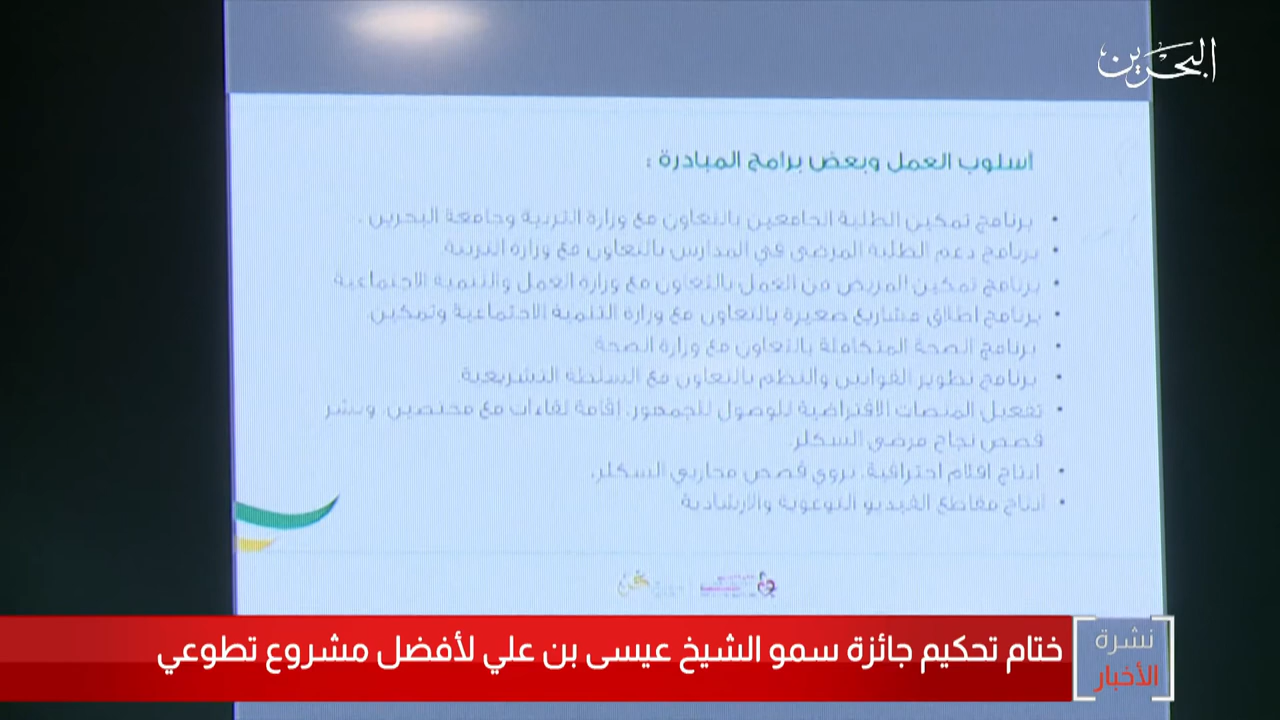 البحرين
أسلوب العمل وبعض برامج المبادرة :
• برنامج تمكين الطلبة الجامعين بالتعاون مع وزارة التربية وجامعة البحرين .
• برنامج دعم الطلبة المرضى في المدارس بالتعاون مع وزارة التربية
• برنامج تمكين المريض من العمل بالتعاون مع وزارة العمل والتنمية الاجتماعية
• برنامج اطلاق مشاريع صغيرة بالتعاون مع وزارة التنمية الاجتماعية وتمكين.
• برنامج الصحة المتكاملة بالتعاون مع وزارة الصحة
• برنامج تطوير القوانين والنظم بالتعاون مع السلطة التشريعية
• تفعيل المنصات الافتراضية للوصول للجمهور، اقامة لقاءات مع مختصين، ونشر
قصص نجاح مرضى السكلر.
• انتاج افلام احترافية، تروي قصص محاربي السكلر.
• انتاج مقاطع الفيديو التوعوية والارشادية
نحن
نشرة
الأخبار
ختام تحكيم جائزة سمو الشيخ عيسى بن علي لأفضل مشروع تطوعي